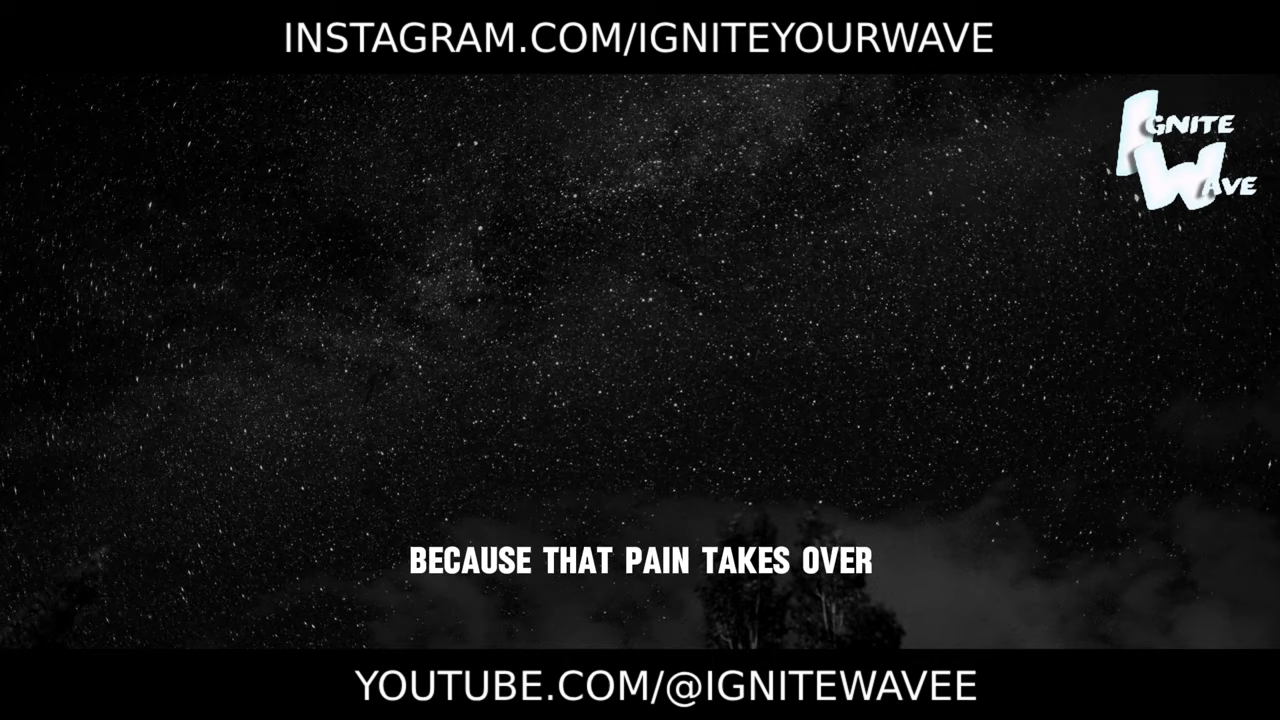 INSTAGRAM.COM/IGNITEYOURWAVE
IGNITE
WAVE
BECAUSE THAT PAIN TAKES OVER
YOUTUBE.COM/@IGNITEWAVEE